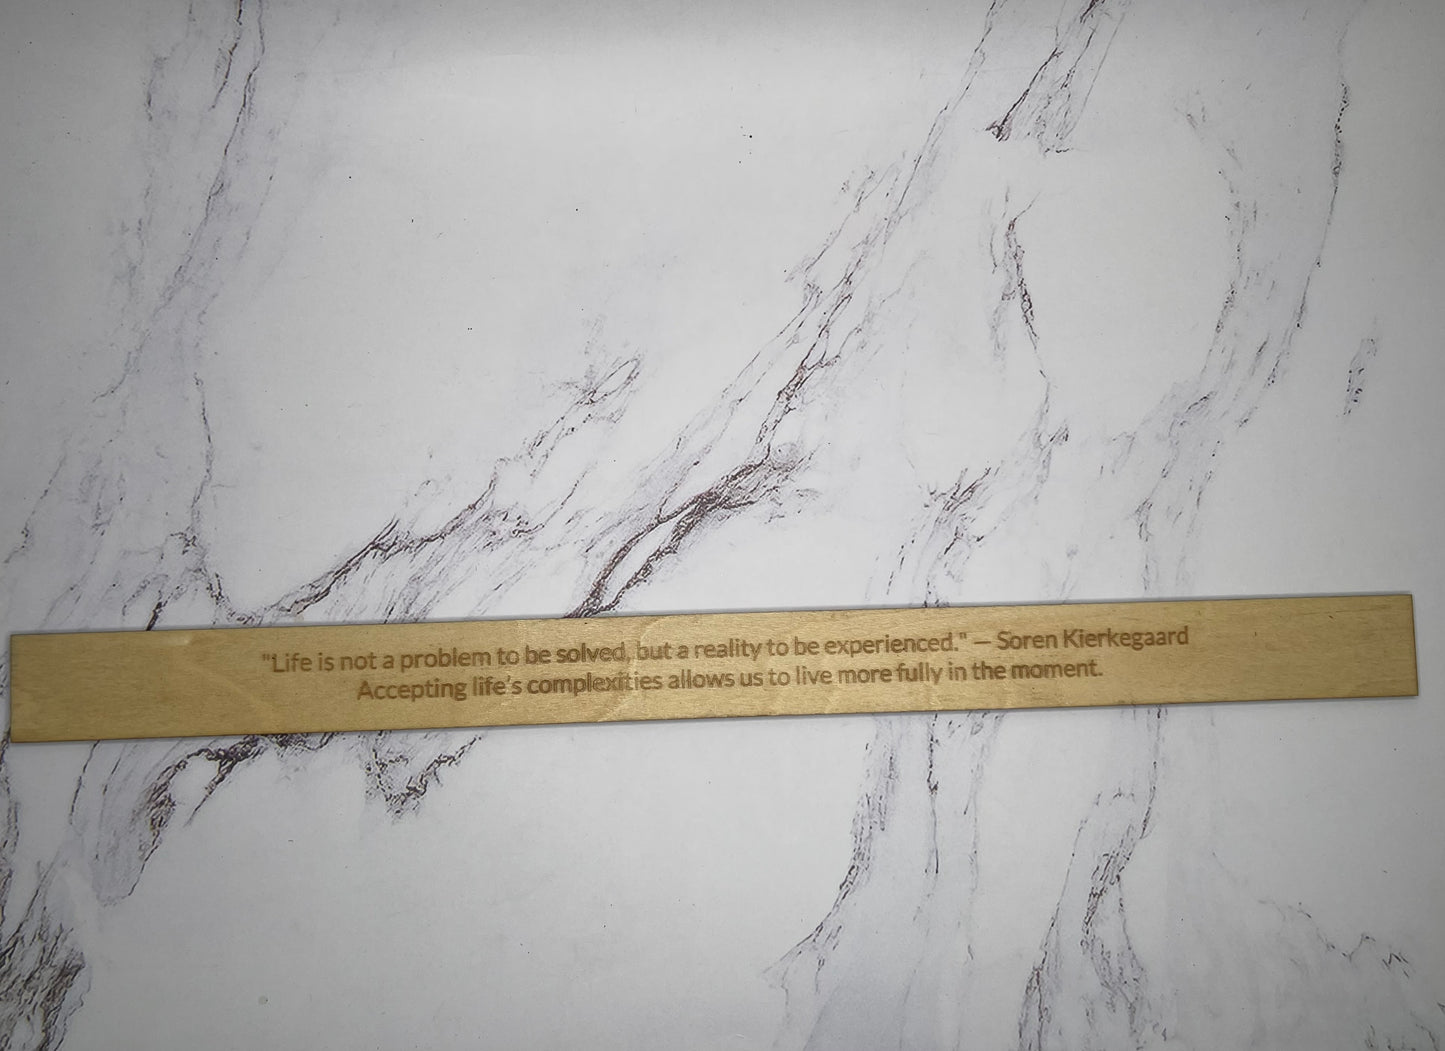 "Life is not a problem to be solved, but a reality to be experienced." — Soren Kierkegaard
Accepting life's complexities allows us to live more fully in the moment.